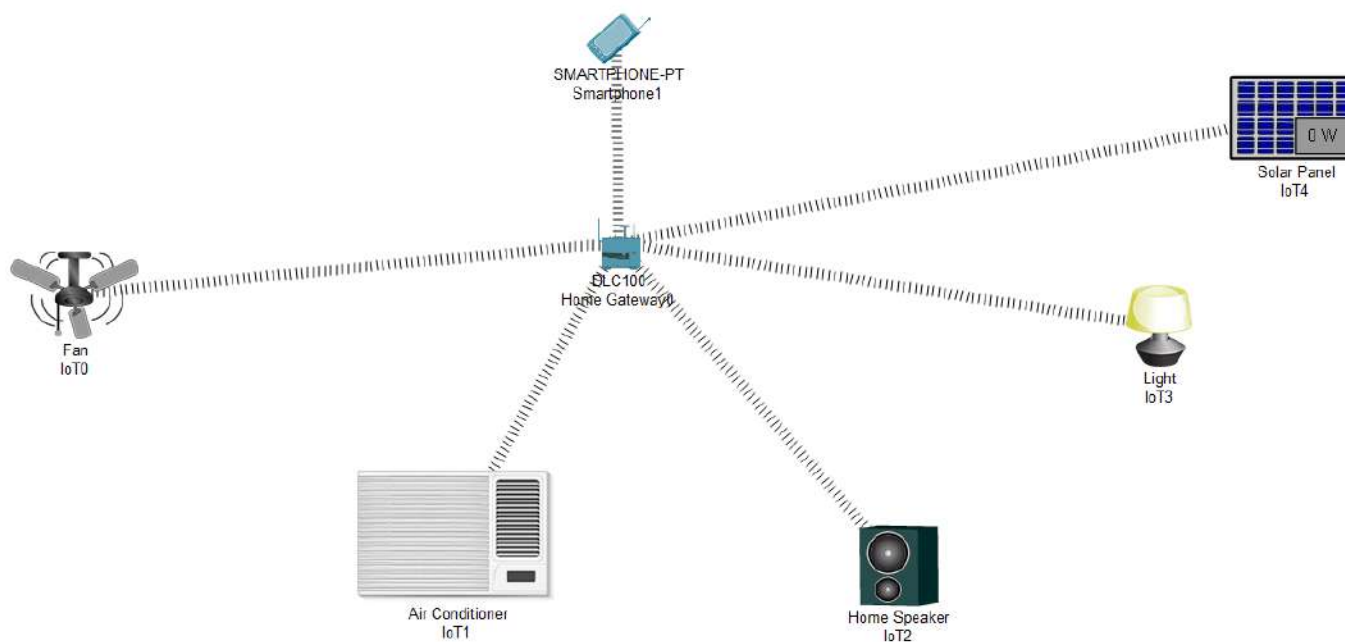 SMARTPHONE-PT
Smartphone1
0 W
Solar Panel
IoT4
DLC100
Home Gateway0
Fan
IoT0
Light
IoT3
Air Conditioner
IoT1
Home Speaker
IoT2